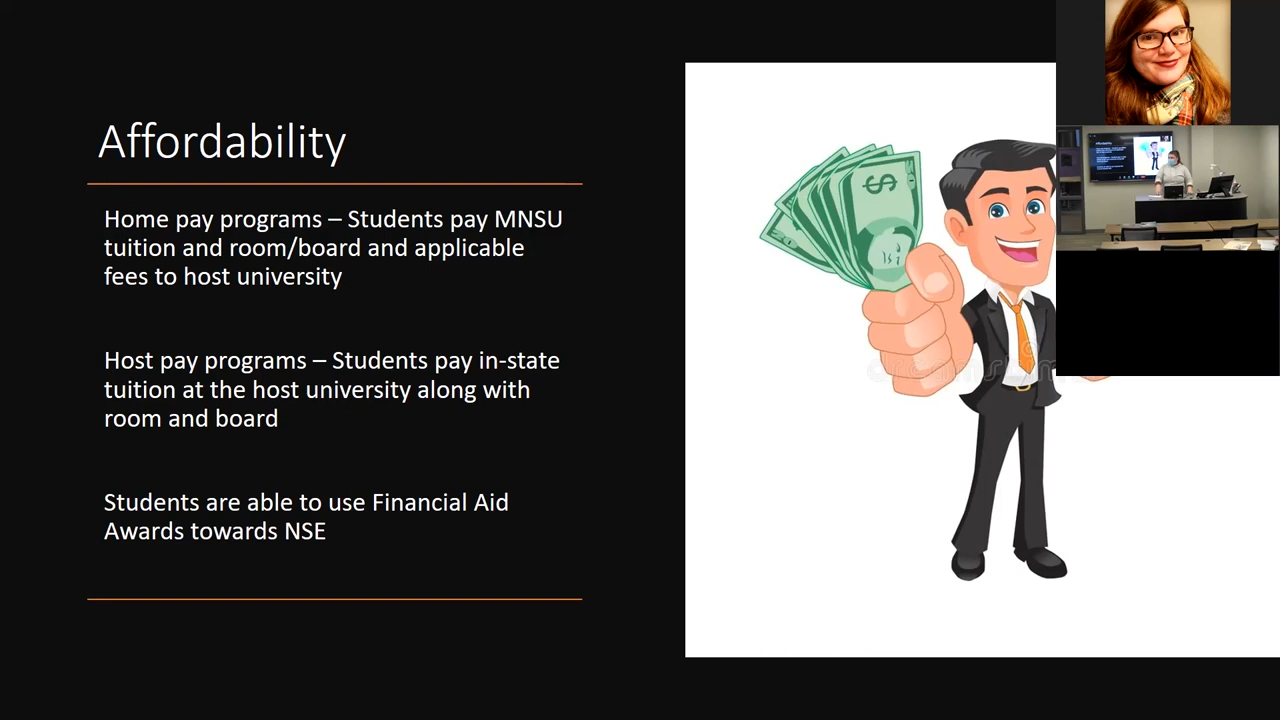 Affordability
Home pay programs – Students pay MNSU
tuition and room/board and applicable
fees to host university
Host pay programs – Students pay in-state
tuition at the host university along with
room and board
Students are able to use Financial Aid
Awards towards NSE
$
Affordability